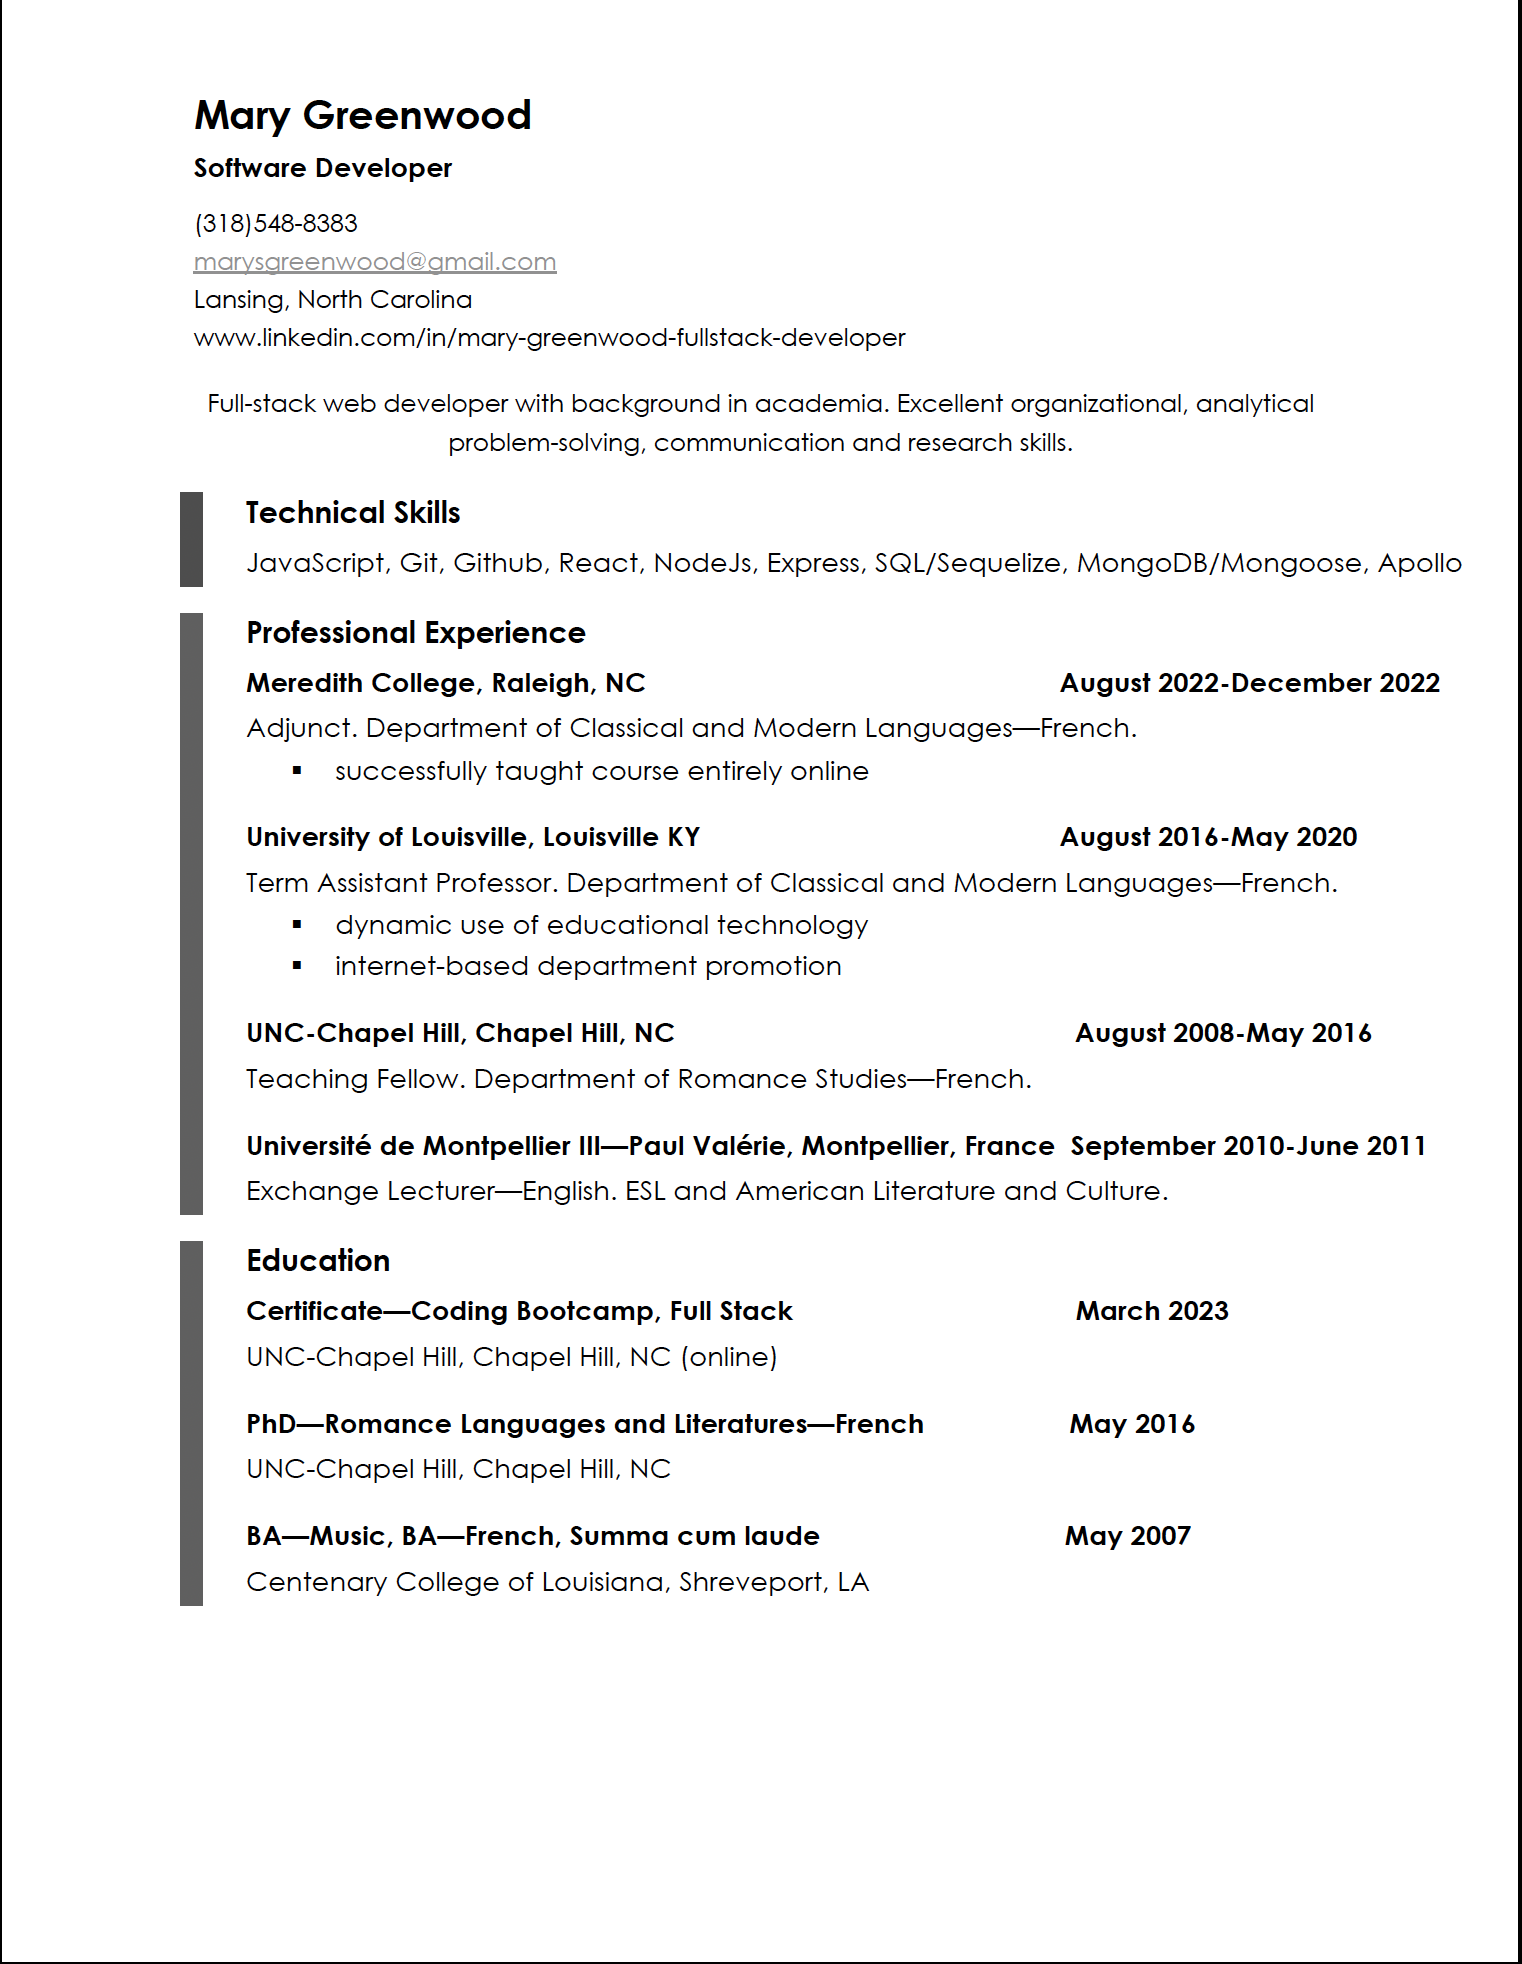 Mary Greenwood
Software Developer
(318)548-8383
marysgreenwood@gmail.com
Lansing, North Carolina
www.linkedin.com/in/mary-greenwood-fullstack-developer
Full-stack web developer with background in academia. Excellent organizational, analytical
problem-solving, communication and research skills.
Technical Skills
JavaScript, Git, Github, React, NodeJs, Express, SQL/Sequelize, MongoDB/Mongoose, Apollo
Professional Experience
Meredith College, Raleigh, NC August 2022-December 2022
Adjunct. Department of Classical and Modern Languages—French.
▪ successfully taught course entirely online
University of Louisville, Louisville KY August 2016-May 2020
Term Assistant Professor. Department of Classical and Modern Languages—French.
▪ dynamic use of educational technology
▪ internet-based department promotion
UNC-Chapel Hill, Chapel Hill, NC August 2008-May 2016
Teaching Fellow. Department of Romance Studies—French.
Université de Montpellier III—Paul Valérie, Montpellier, France September 2010-June 2011
Exchange Lecturer—English. ESL and American Literature and Culture.
Education
Certificate—Coding Bootcamp, Full Stack March 2023
UNC-Chapel Hill, Chapel Hill, NC (online)
PhD—Romance Languages and Literatures—French May 2016
UNC-Chapel Hill, Chapel Hill, NC
BA—Music, BA—French, Summa cum laude May 2007
Centenary College of Louisiana, Shreveport, LA